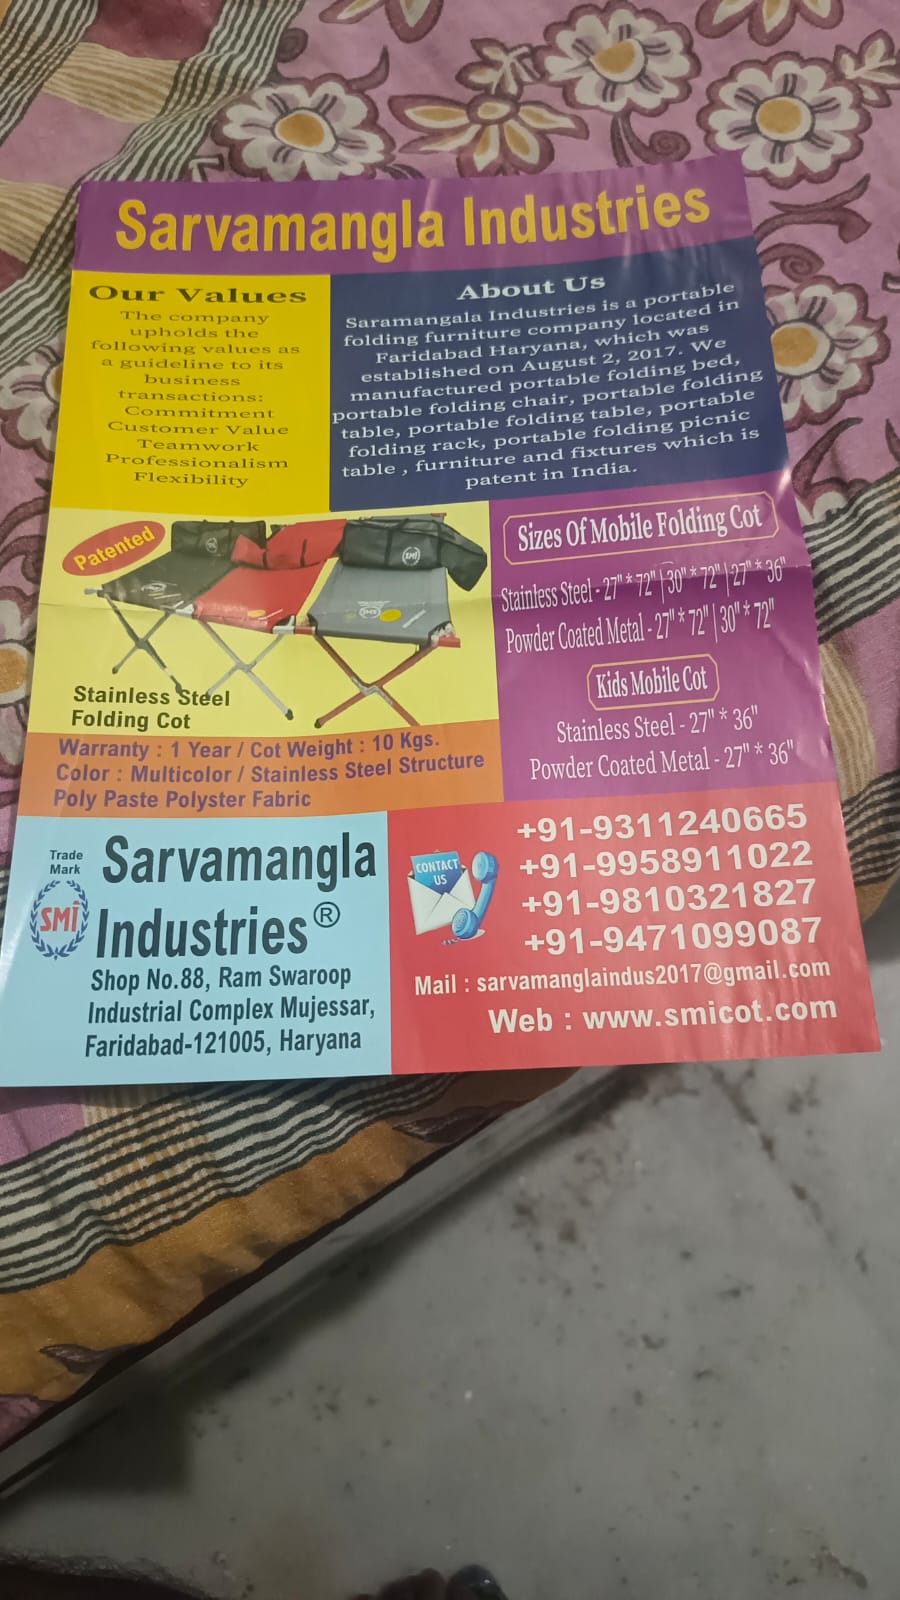 Sarvamangla Industries
Our Values
The company
upholds the
following values as
a guideline to its
business
transactions:
Commitment
Customer Value
Teamwork
Professionalism
Flexibility
About Us
Saramangala Industries is a portable
folding furniture company located in
Faridabad Haryana, which was
established on August 2, 2017. We
manufactured portable folding bed,
portable folding chair, portable folding
table, portable folding table, portable
folding rack, portable folding picnic
table , furniture and fixtures which is
patent in India.
Patented
SMI
Stainless Steel
Folding Cot
Warranty : 1 Year / Cot Weight : 10 Kgs.
Color : Multicolor / Stainless Steel Structure
Poly Paste Polyster Fabric
Sizes Of Mobile Folding Cot
Stainless Steel - 27" * 72" | 30" * 72" | 27" * 36"
Powder Coated Metal - 27" * 72" | 30" * 72"
Kids Mobile Cot
Stainless Steel - 27" * 36"
Powder Coated Metal - 27" * 36"
Trade
Mark
SMI
Sarvamangla
Industries®
Shop No.88, Ram Swaroop
Industrial Complex Mujessar,
Faridabad-121005, Haryana
CONTACT
US
+91-9311240665
+91-9958911022
+91-9810321827
+91-9471099087
Mail : sarvamanglaindus2017@gmail.com
Web : www.smicot.com